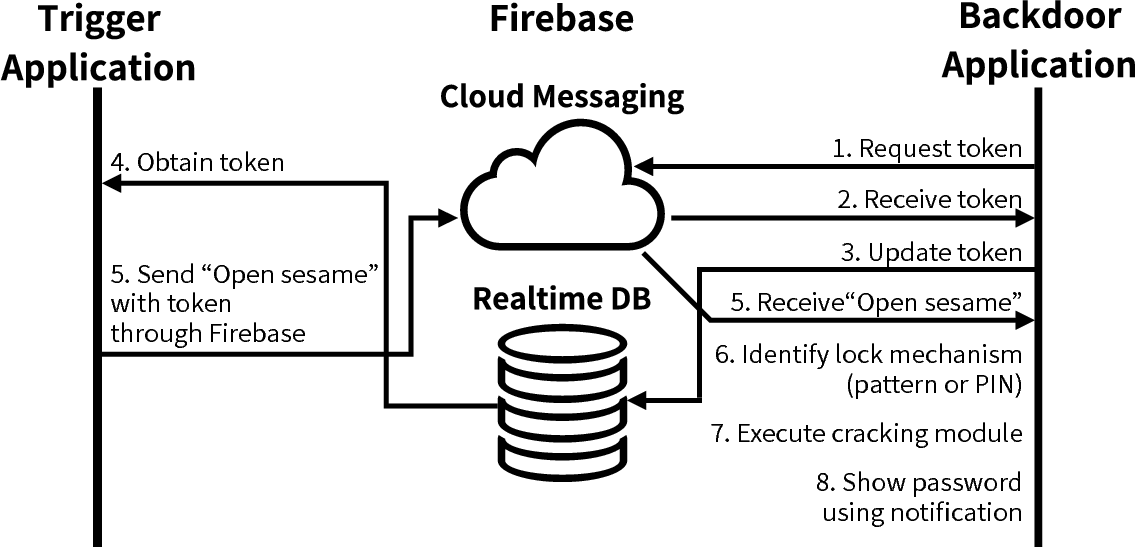 Trigger
Application
Firebase
Backdoor
Application
Cloud Messaging
4. Obtain token
1. Request token
2. Receive token
3. Update token
5. Send “Open sesame”
with token
through Firebase
Realtime DB
5. Receive“Open sesame”
6. Identify lock mechanism
(pattern or PIN)
7. Execute cracking module
8. Show password
using notification